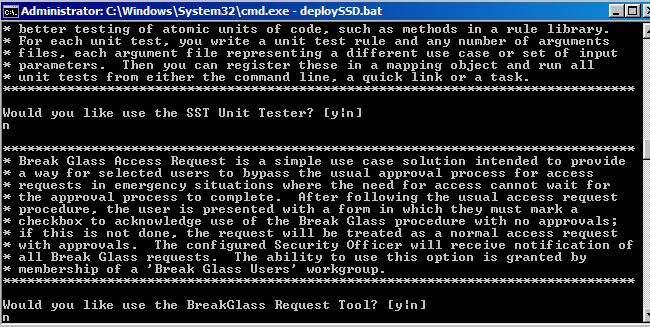 Administrator: C:\Windows\System32\cmd.exe - deploySSD.bat
* better testing of atomic units of code, such as methods in a rule library.
* For each unit test, you write a unit test rule and any number of arguments
* files, each argument file representing a different use case or set of input
* parameters.  Then you can register these in a mapping object and run all
* unit tests from either the command line, a quick link or a task.
*******************************************************************************
Would you like use the SST Unit Tester? [y|n]
n
*******************************************************************************
* Break Glass Access Request is a simple use case solution intended to provide
* a way for selected users to bypass the usual approval process for access
* requests in emergency situations where the need for access cannot wait for
* the approval process to complete.  After following the usual access request
* procedure, the user is presented with a form in which they must mark a
* checkbox to acknowledge use of the Break Glass procedure with no approvals;
* if this is not done, the request will be treated as a normal access request
* with approvals.  The configured Security Officer will receive notification of
* all Break Glass requests.  The ability to use this option is granted by
* membership of a 'Break Glass Users' workgroup.
*******************************************************************************
Would you like use the BreakGlass Request Tool? [y|n]
n